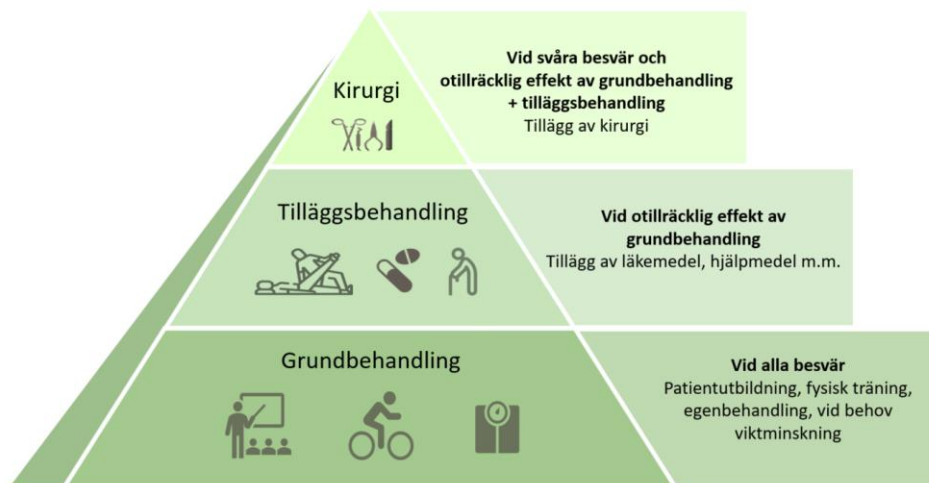 Kirurgi
Vid svåra besvär och
otillräcklig effekt av grundbehandling
+ tilläggsbehandling
Tillägg av kirurgi
Tilläggsbehandling
Vid otillräcklig effekt av
grundbehandling
Tillägg av läkemedel, hjälpmedel m.m.
Grundbehandling
Vid alla besvär
Patientutbildning, fysisk träning,
egenbehandling, vid behov
viktminskning